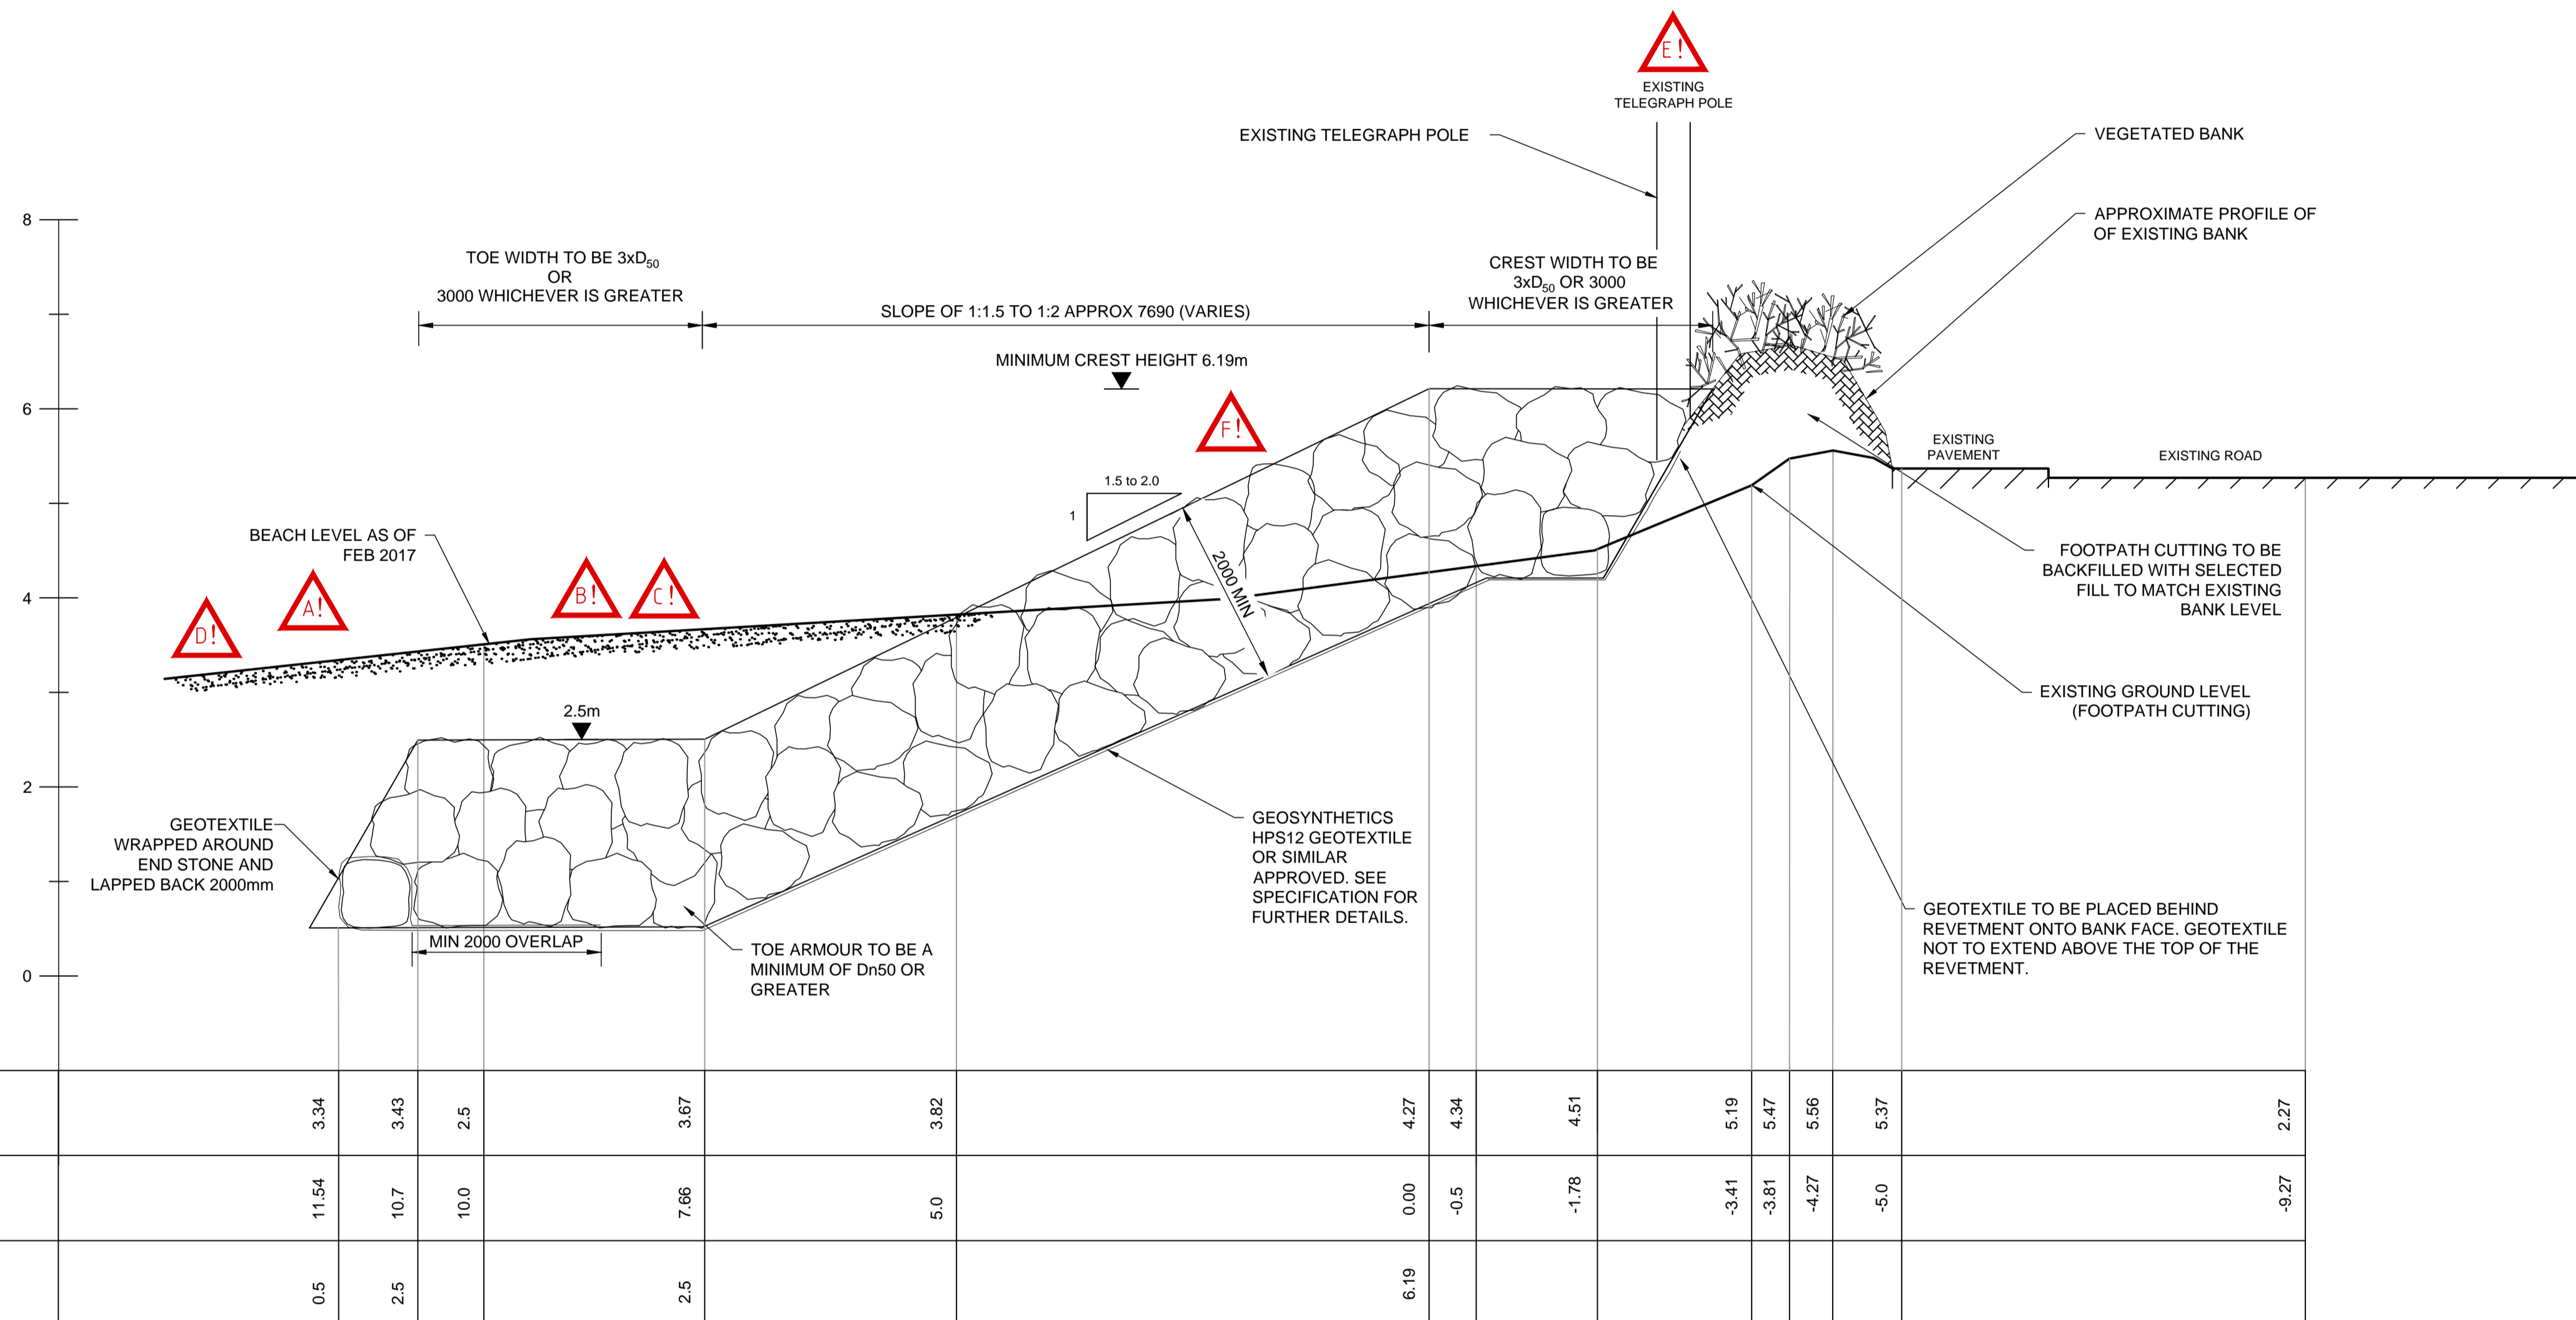 E!
EXISTING
TELEGRAPH POLE
EXISTING TELEGRAPH POLE
VEGETATED BANK
APPROXIMATE PROFILE OF
OF EXISTING BANK
8
6
4
2
0
TOE WIDTH TO BE 3xD50
OR
3000 WHICHEVER IS GREATER
SLOPE OF 1:1.5 TO 1:2 APPROX 7690 (VARIES)
CREST WIDTH TO BE
3xD50 OR 3000
WHICHEVER IS GREATER
MINIMUM CREST HEIGHT 6.19m
F!
1.5 to 2.0
1
2000 MIN
EXISTING
PAVEMENT
EXISTING ROAD
BEACH LEVEL AS OF
FEB 2017
D!
A!
B!
C!
2.5m
FOOTPATH CUTTING TO BE
BACKFILLED WITH SELECTED
FILL TO MATCH EXISTING
BANK LEVEL
EXISTING GROUND LEVEL
(FOOTPATH CUTTING)
GEOTEXTILE
WRAPPED AROUND
END STONE AND
LAPPED BACK 2000mm
MIN 2000 OVERLAP
TOE ARMOUR TO BE A
MINIMUM OF Dn50 OR
GREATER
GEOSYNTHETICS
HPS12 GEOTEXTILE
OR SIMILAR
APPROVED. SEE
SPECIFICATION FOR
FURTHER DETAILS.
GEOTEXTILE TO BE PLACED BEHIND
REVETMENT ONTO BANK FACE. GEOTEXTILE
NOT TO EXTEND ABOVE THE TOP OF THE
REVETMENT.
3.34 3.43 2.5 3.67 3.82 4.27 4.34 4.51 5.19 5.47 5.56 5.37 2.27
11.54 10.7 10.0 7.66 5.0 0.00 -0.5 -1.78 -3.41 -3.81 -4.27 -5.0 -9.27
0.5 2.5 2.5 6.19